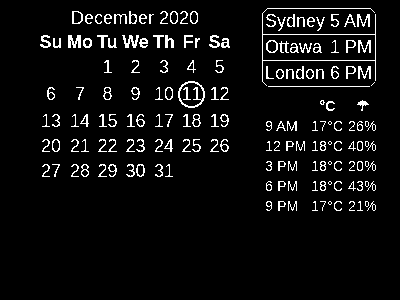 December 2020
Su Mo Tu We Th Fr Sa
1 2 3 4 5
6 7 8 9 10 11 12
13 14 15 16 17 18 19
20 21 22 23 24 25 26
27 28 29 30 31
Sydney 5 AM
Ottawa 1 PM
London 6 PM
°C ☂
9 AM 17°C 26%
12 PM 18°C 40%
3 PM 18°C 20%
6 PM 18°C 43%
9 PM 17°C 21%